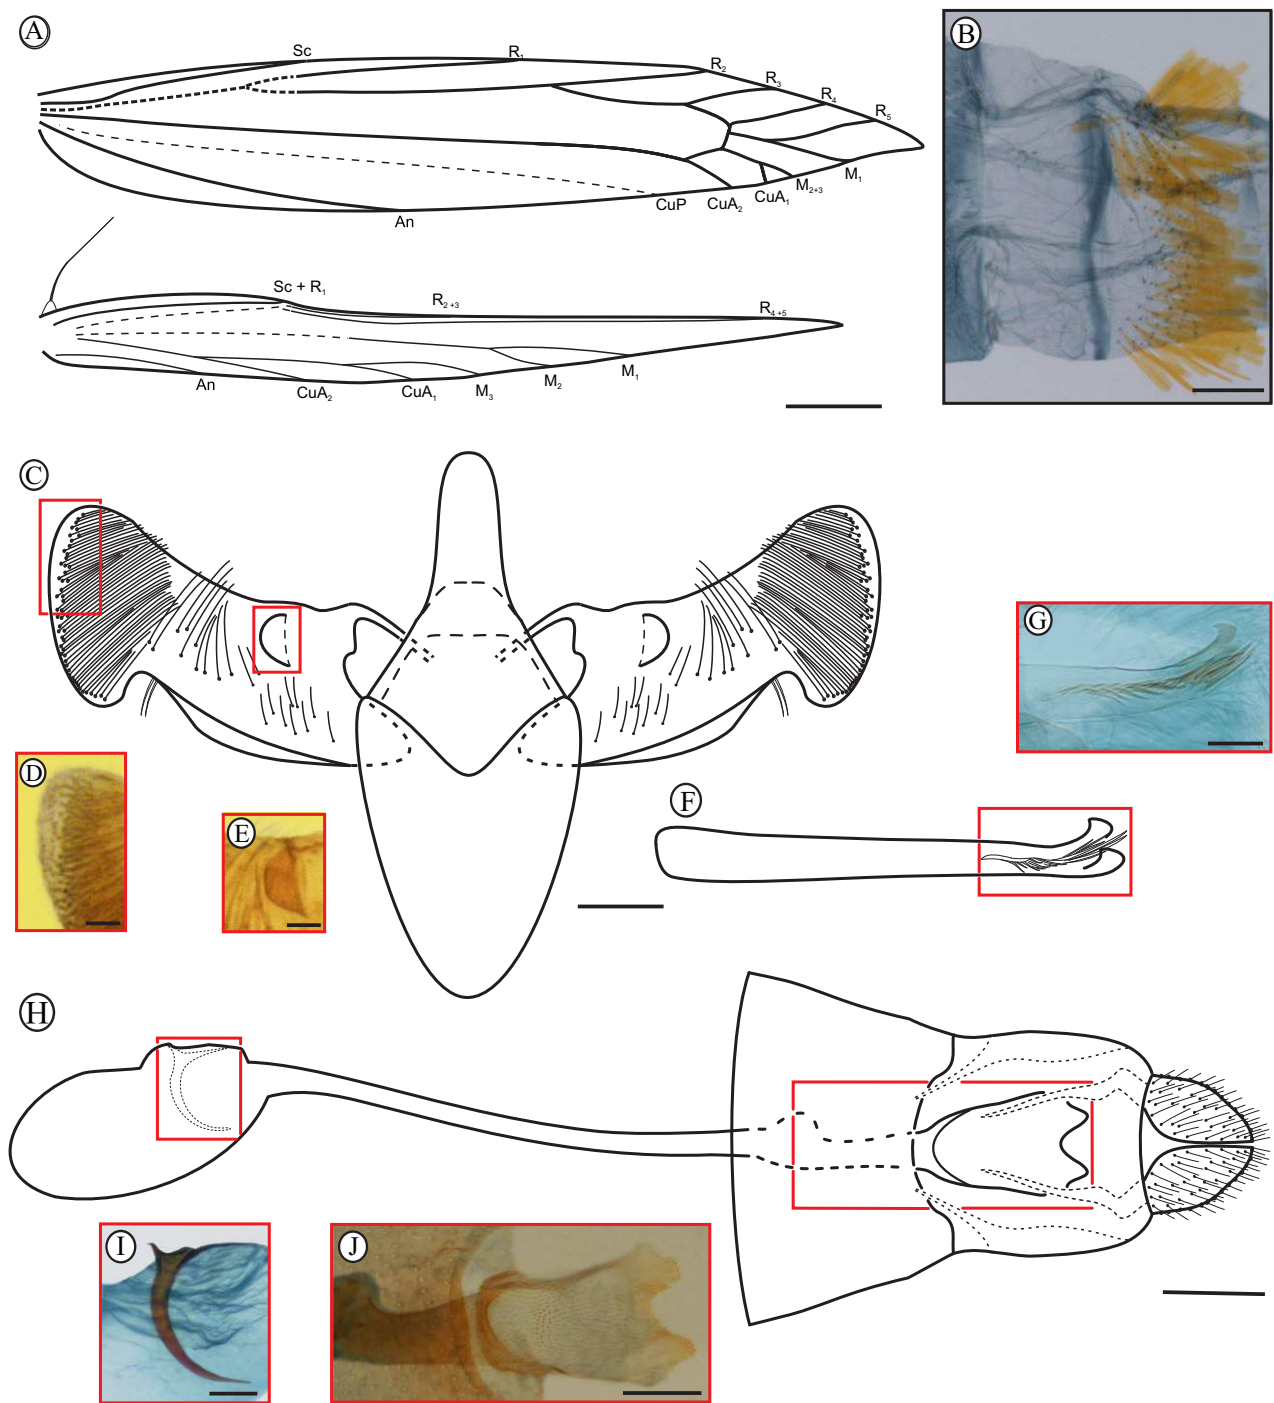 A
Sc
R₁
R₂
R₃
R₄
R₅
M₁
M₂₊₃
CuA₁
CuA₂
CuP
An
Sc + R₁
R₂₊₃
R₄₊₅
An
CuA₂
CuA₁
M₃
M₂
M₁
B
C
G
D
E
F
H
I
J